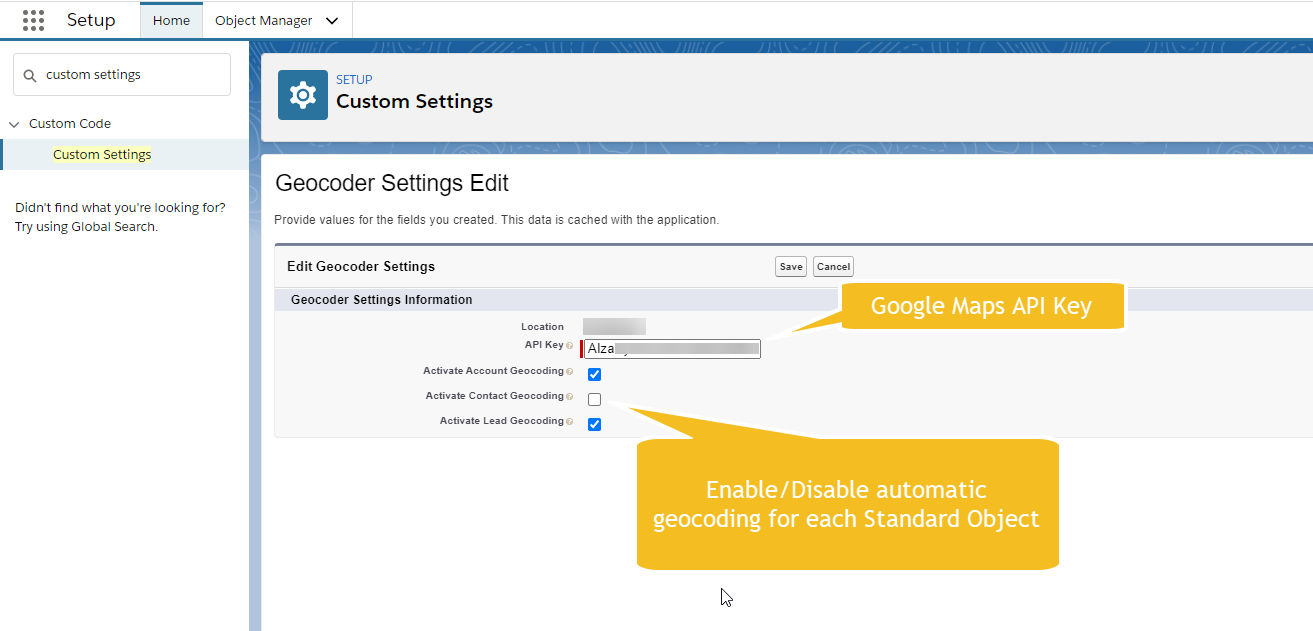 Setup
Home
Object Manager
custom settings
Custom Code
Custom Settings
Didn't find what you're looking for?
Try using Global Search.
SETUP
Custom Settings
Geocoder Settings Edit
Provide values for the fields you created. This data is cached with the application.
Edit Geocoder Settings
Save
Cancel
Geocoder Settings Information
Google Maps API Key
Location
API Key
AIza
Activate Account Geocoding
Activate Contact Geocoding
Activate Lead Geocoding
Enable/Disable automatic
geocoding for each Standard Object